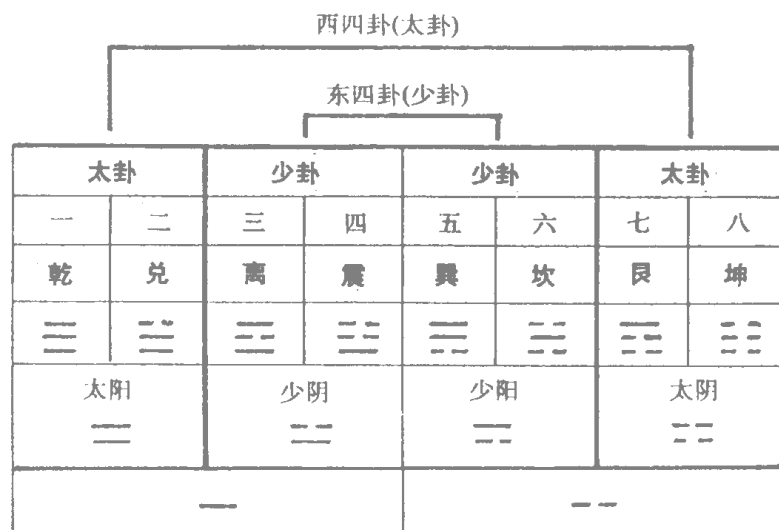 西四卦(太卦)
东四卦(少卦)
太卦 少卦 少卦 太卦
一 二 三 四 五 六 七 八
乾 兑 离 震 巽 坎 艮 坤
☰ ☱ ☲ ☳ ☴ ☵ ☶ ☷
太阳 少阴 少阳 太阴
⚌ ⚍ ⚎ ⚏
⚊ ⚋